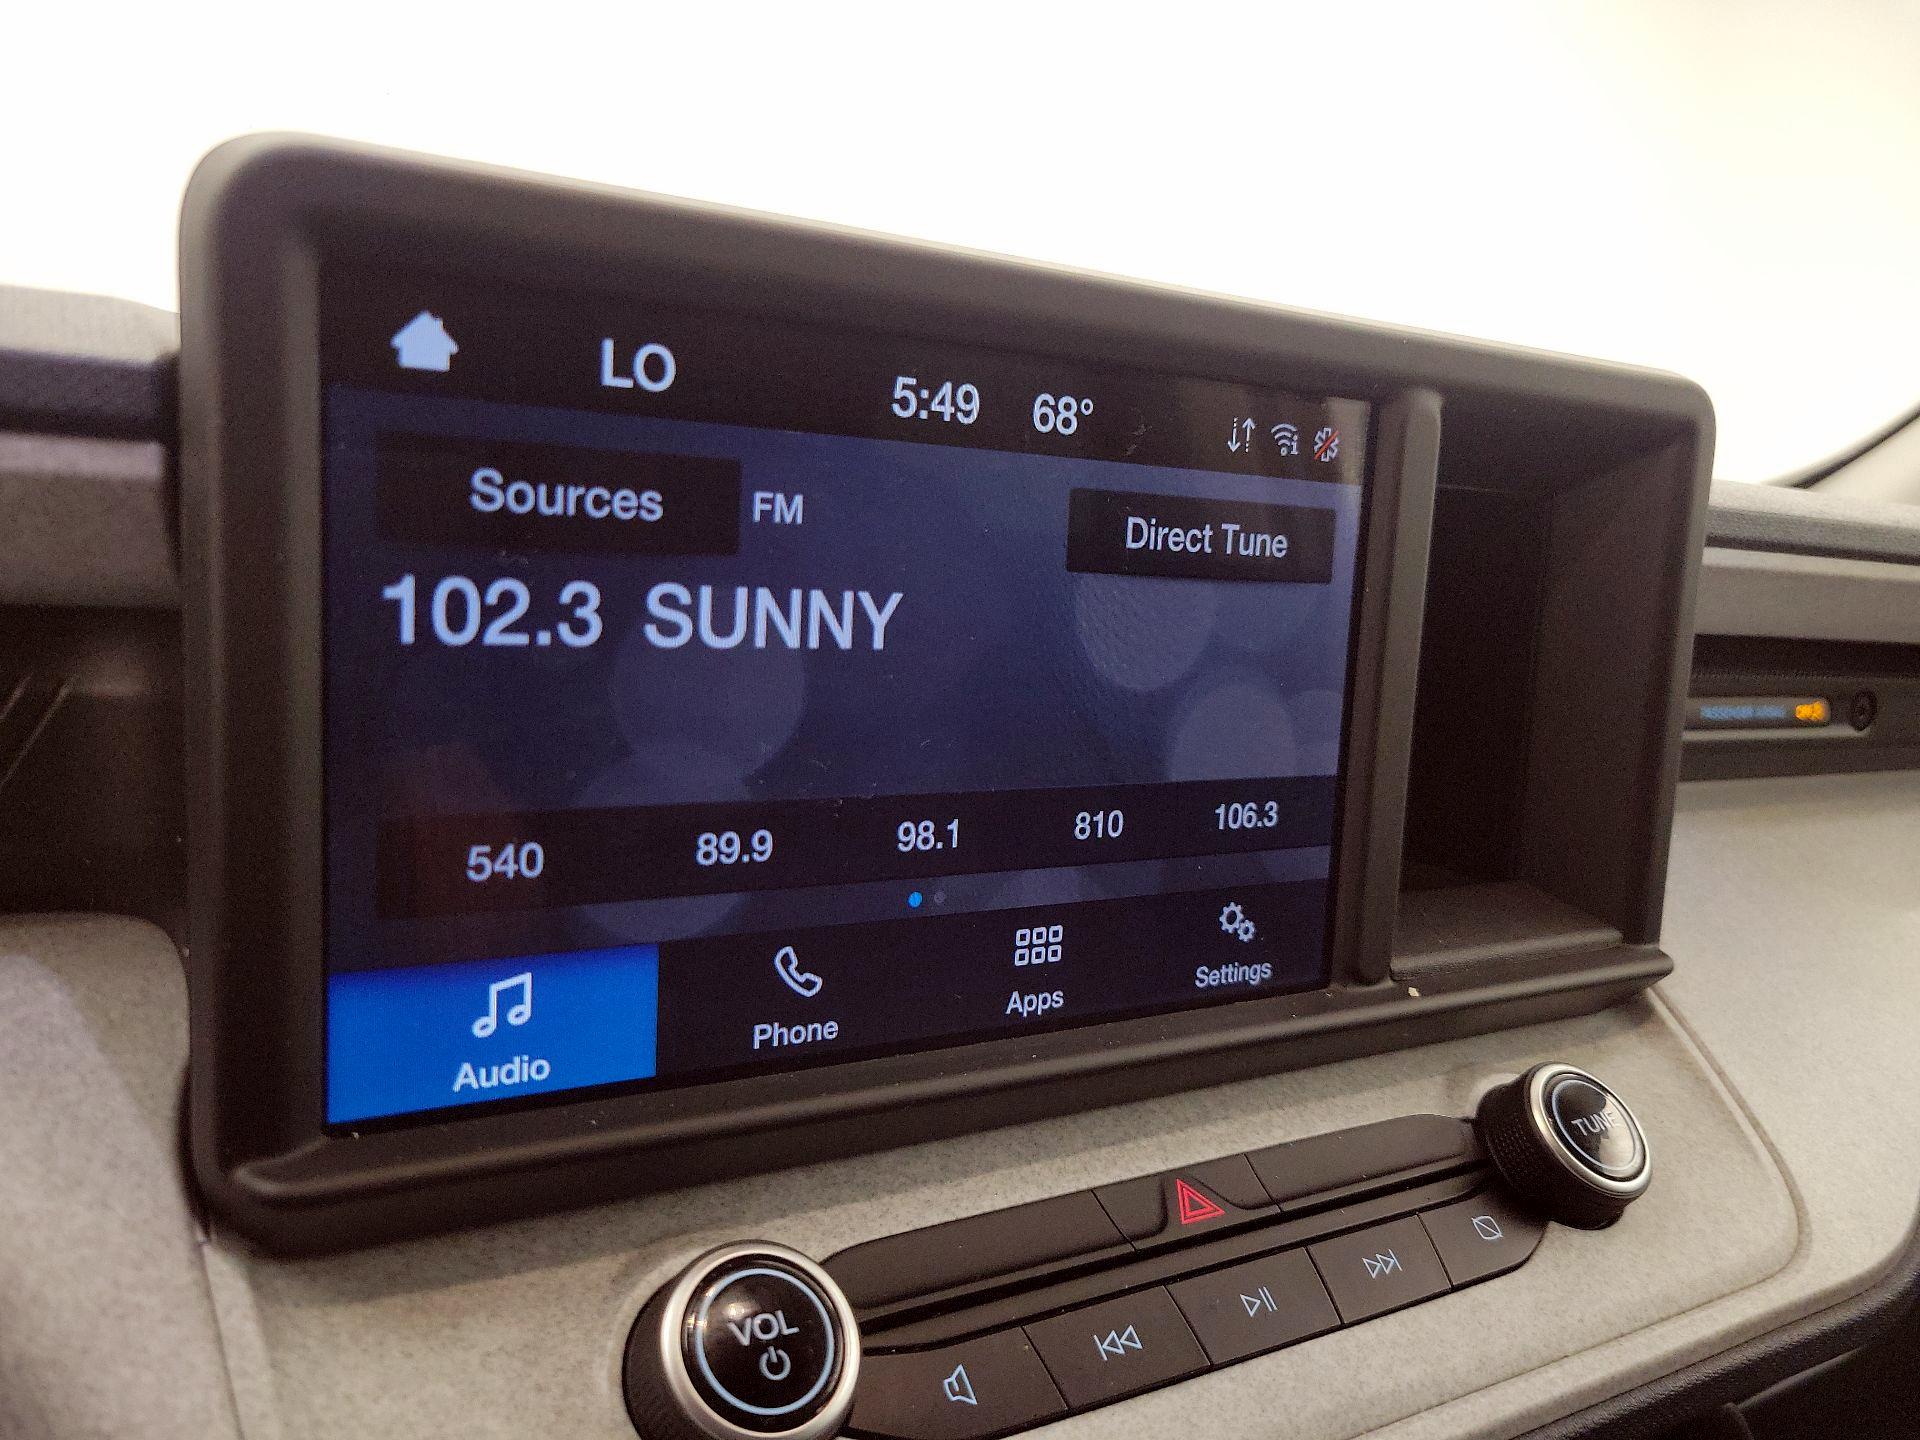 LO 5:49 68°
Sources FM Direct Tune
102.3 SUNNY
540 89.9 98.1 810 106.3
Audio Phone Apps Settings
TUNE
VOL